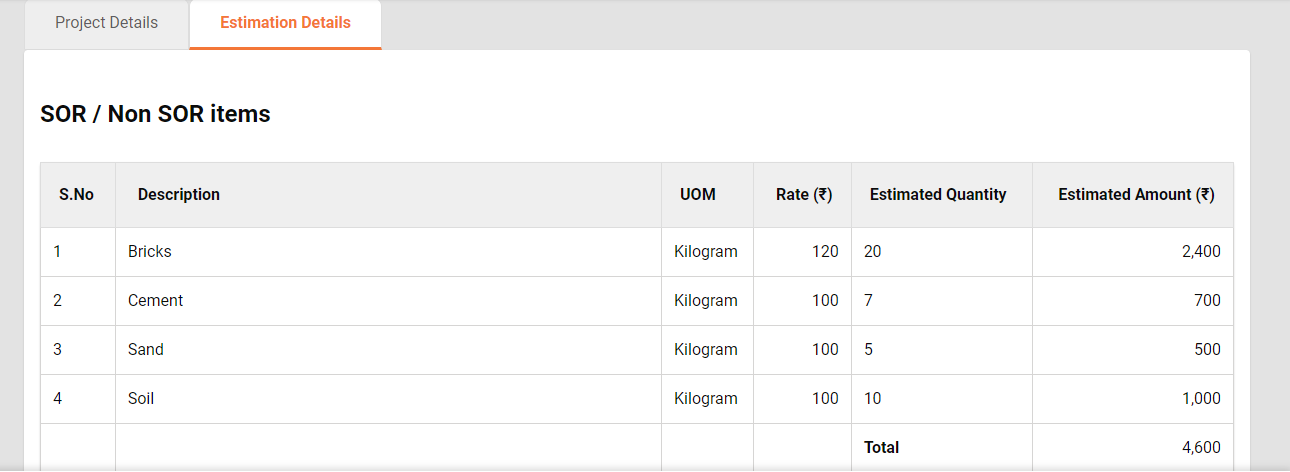 Project Details Estimation Details
SOR / Non SOR items
S.No Description UOM Rate (₹) Estimated Quantity Estimated Amount (₹)
1 Bricks Kilogram 120 20 2,400
2 Cement Kilogram 100 7 700
3 Sand Kilogram 100 5 500
4 Soil Kilogram 100 10 1,000
Total 4,600